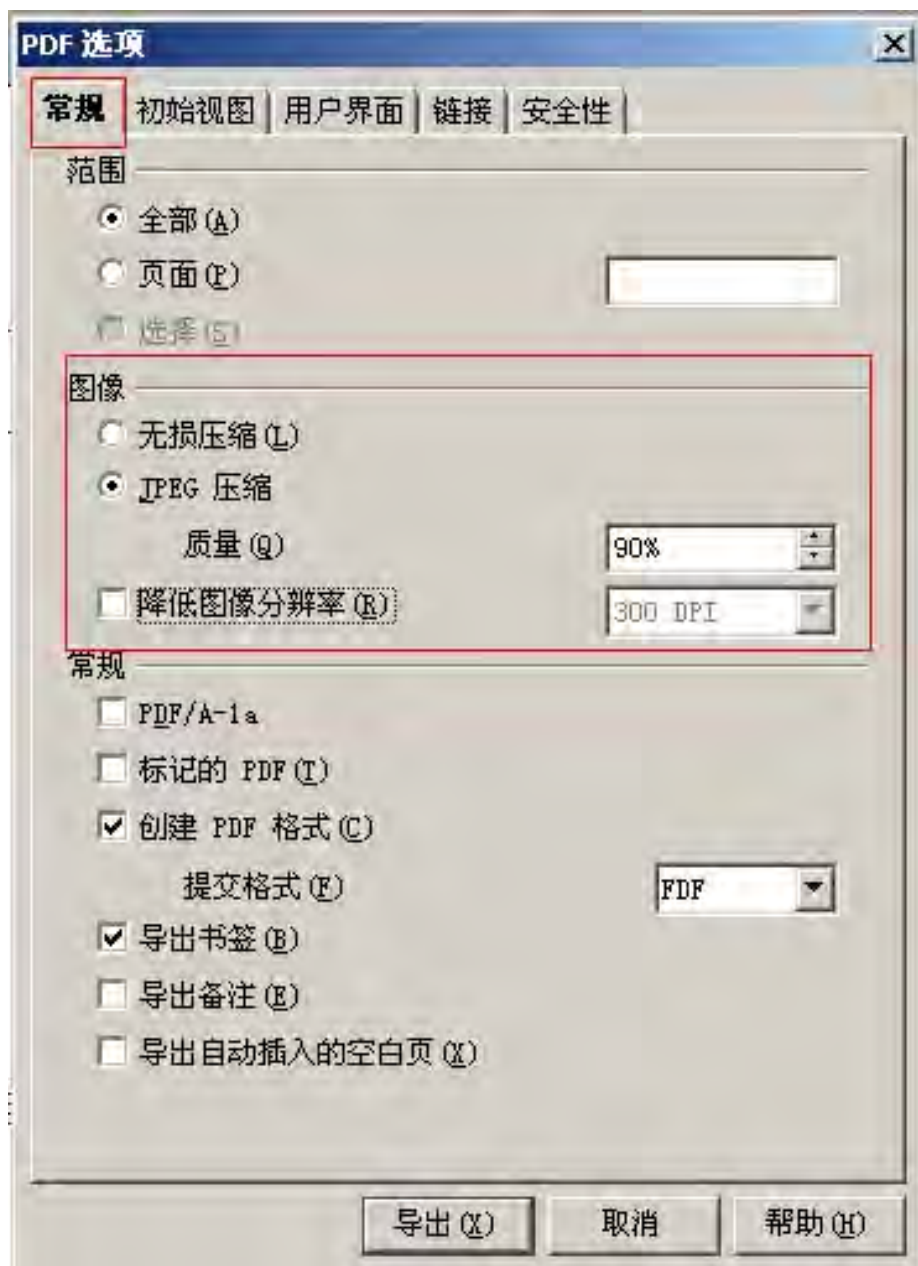 PDF 选项
常规 初始视图 用户界面 链接 安全性
范围
全部(A)
页面(P)
选择(S)
图像
无损压缩(L)
JPEG 压缩
质量(Q) 90%
降低图像分辨率(R) 300 DPI
常规
PDF/A-1a
标记的 PDF(T)
创建 PDF 格式(C)
提交格式(F) FDF
导出书签(B)
导出备注(E)
导出自动插入的空白页(X)
导出(X) 取消 帮助(H)